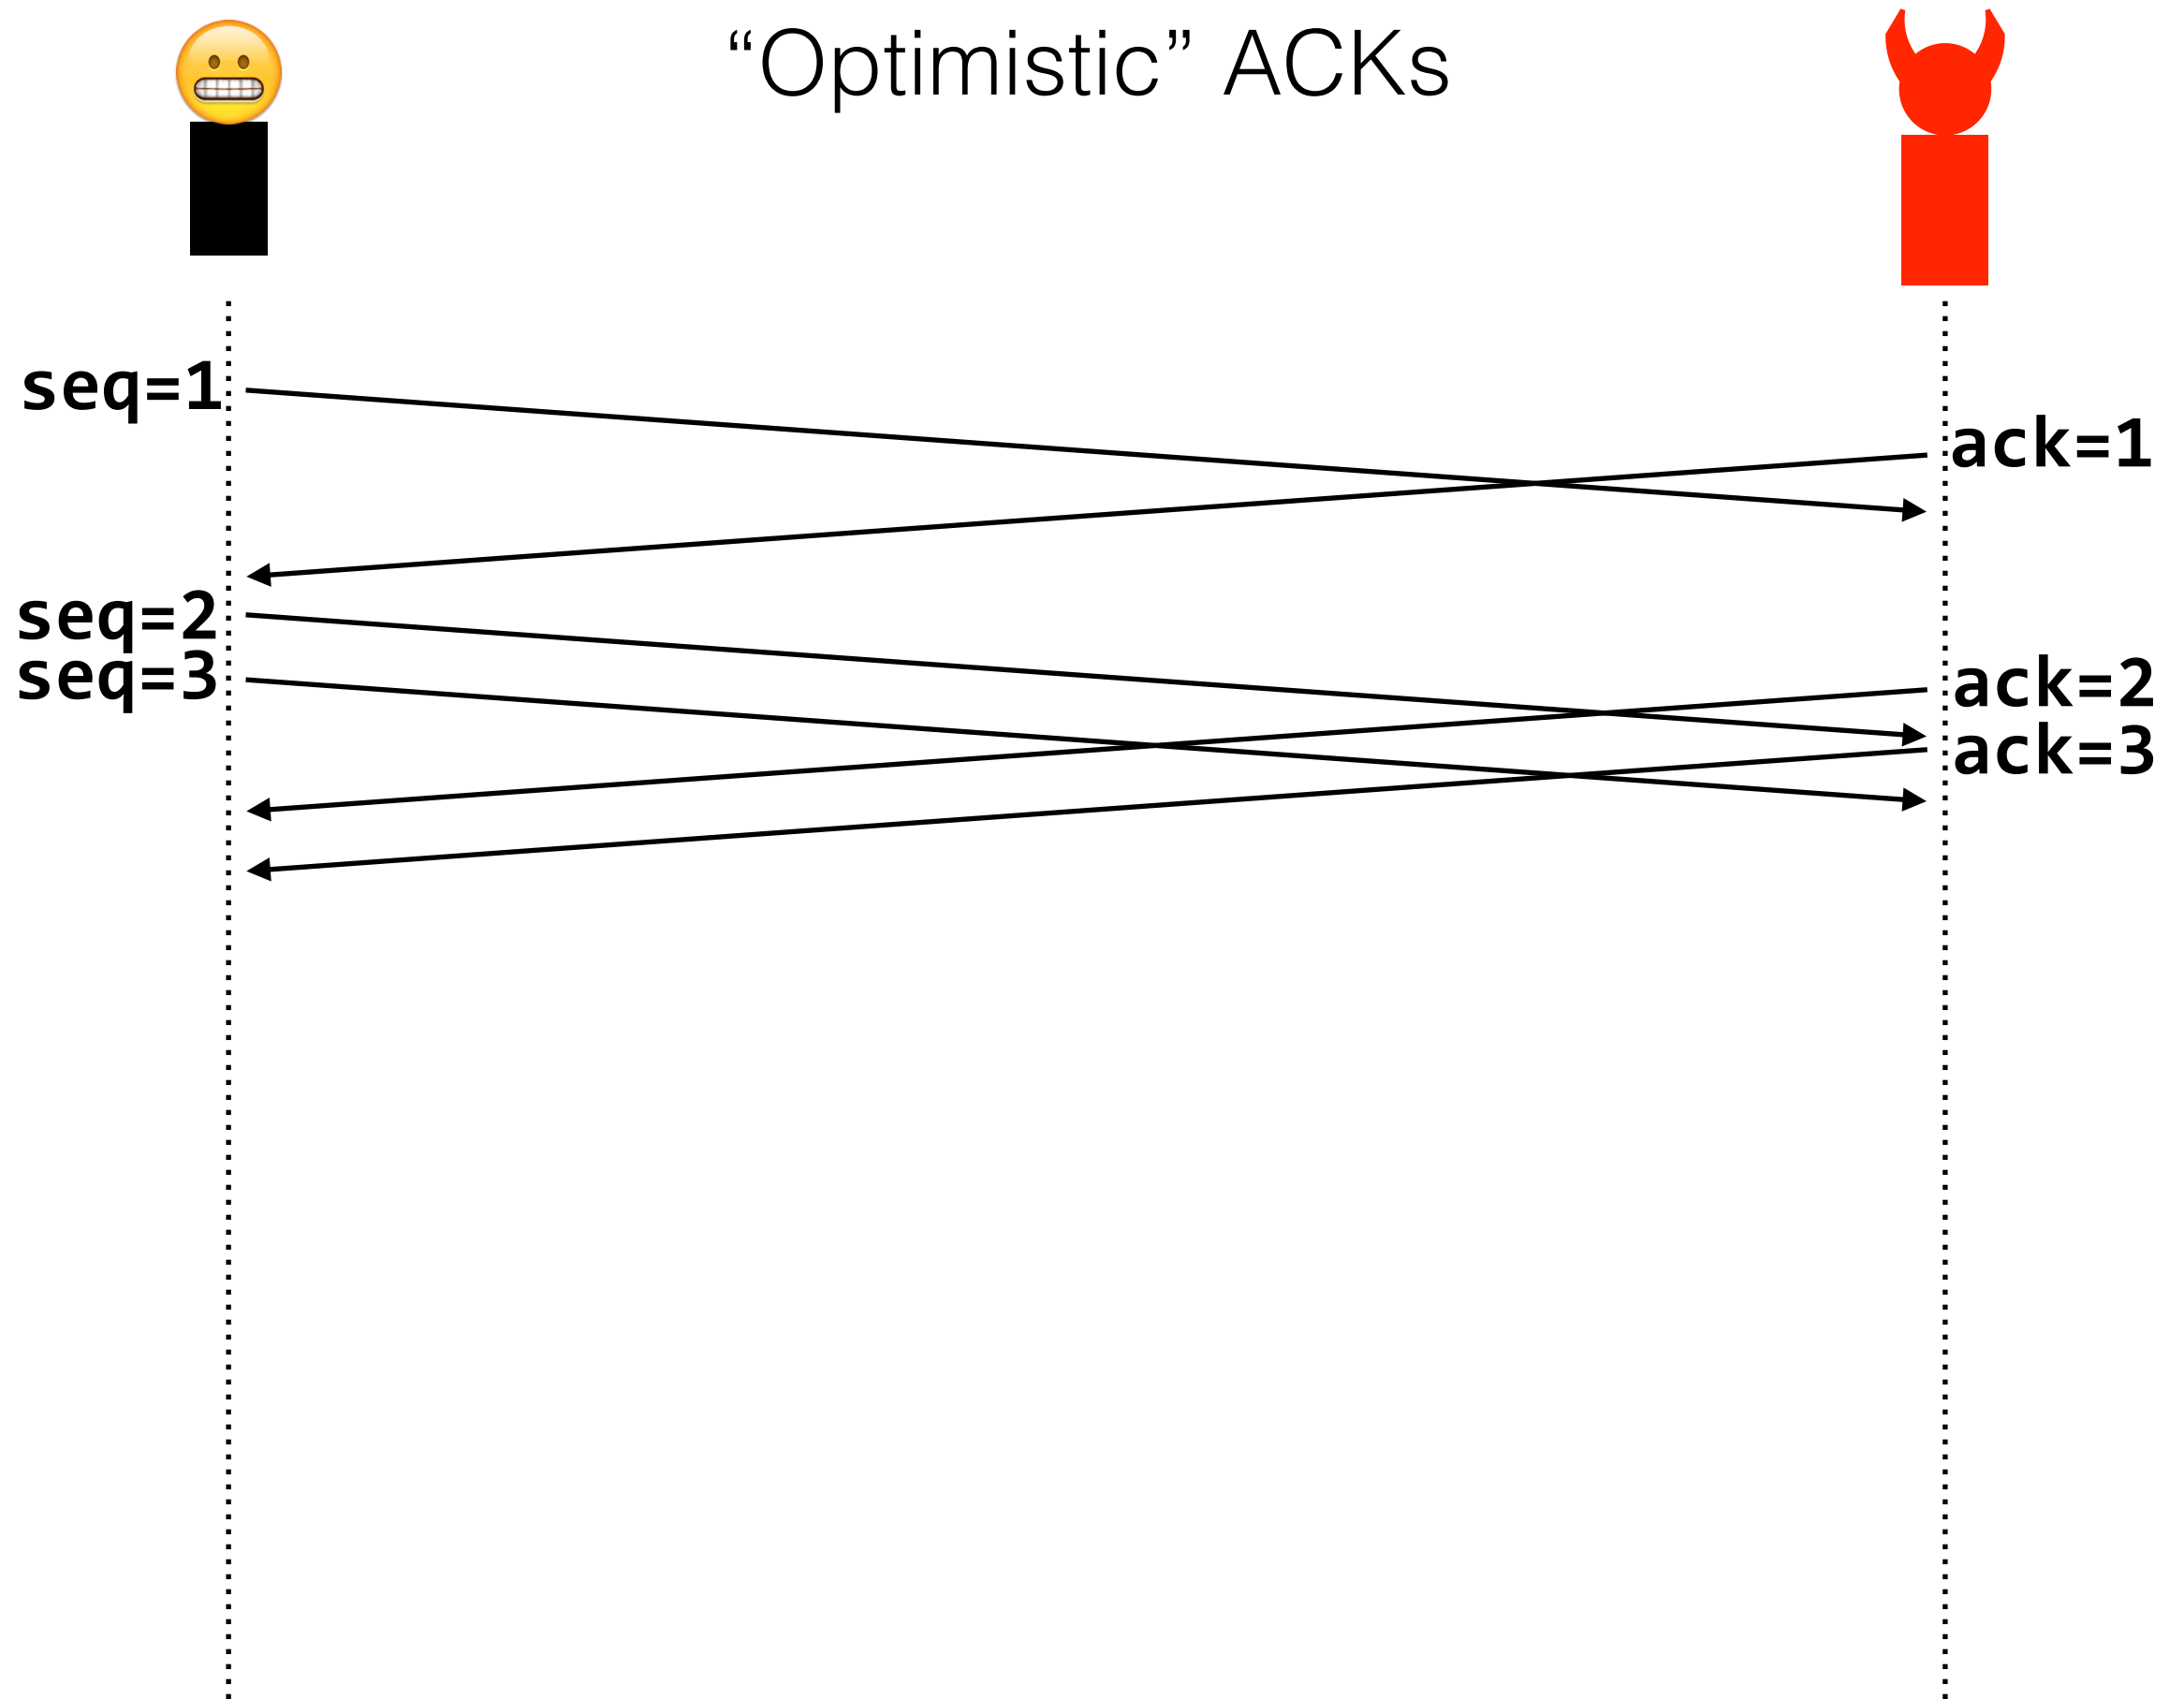 “Optimistic” ACKs
seq=1
ack=1
seq=2
seq=3
ack=2
ack=3